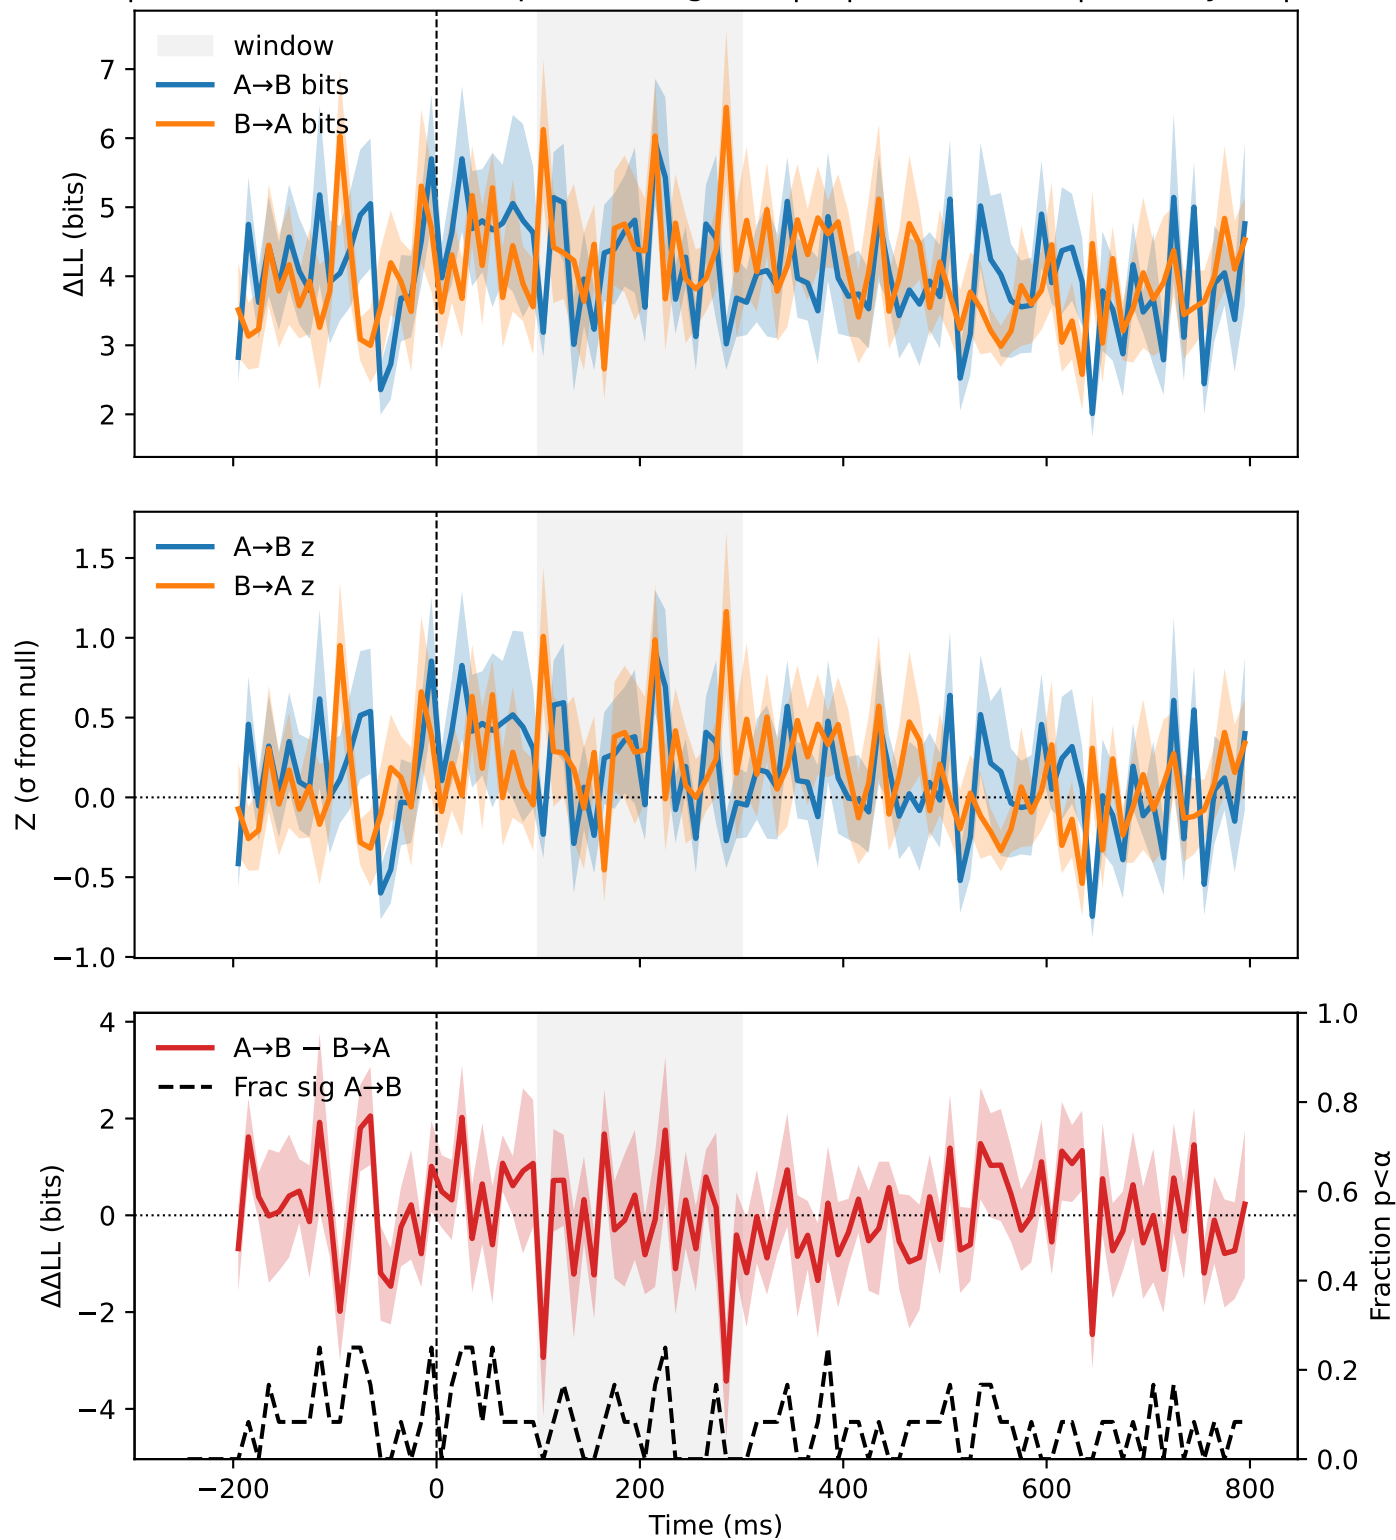 window
A→B bits
B→A bits
7
6
5
4
3
2
ΔLL (bits)
A→B z
B→A z
1.5
1.0
0.5
0.0
−0.5
−1.0
Z (σ from null)
A→B − B→A
Frac sig A→B
4
2
0
−2
−4
ΔΔLL (bits)
1.0
0.8
0.6
0.4
0.2
0.0
Fraction p<α
−200
0
200
400
600
800
Time (ms)